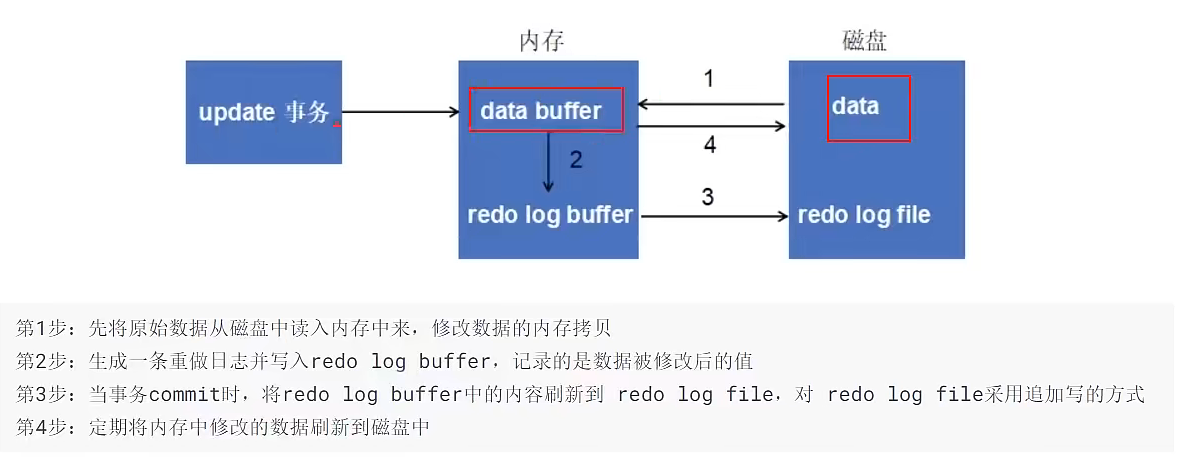 内存
磁盘
update 事务
data buffer
1
data
4
2
redo log buffer
3
redo log file
第1步：先将原始数据从磁盘中读入内存中来，修改数据的内存拷贝
第2步：生成一条重做日志并写入redo log buffer，记录的是数据被修改后的值
第3步：当事务commit时，将redo log buffer中的内容刷新到 redo log file，对 redo log file采用追加写的方式
第4步：定期将内存中修改的数据刷新到磁盘中